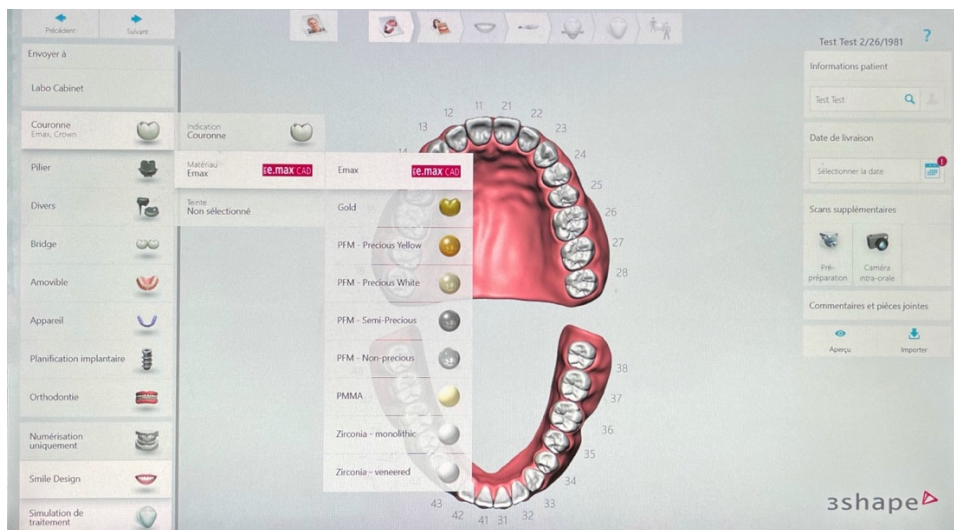 Précédent
Suivant
Envoyer à
Labo Cabinet
Couronne
Emax, Crown
Pilier
Divers
Bridge
Amovible
Appareil
Planification implantaire
Orthodontie
Numérisation
uniquement
Smile Design
Simulation de
traitement
Indication
Couronne
Matériau
Emax
e.max CAD
Teinte
Non sélectionné
Emax
e.max CAD
Gold
PFM - Precious Yellow
PFM - Precious White
PFM - Semi-Precious
PFM - Non-precious
PMMA
Zirconia - monolithic
Zirconia - veneered
11 21
12 22
13 23
14 24
25
26
27
28
38
37
36
35
34
43 33
42 41 31 32
Test Test 2/26/1981 ?
Informations patient
Test Test
Date de livraison
Sélectionner la date
Scans supplémentaires
Pré-
préparation
Caméra
intra-orale
Commentaires et pièces jointes
Aperçu
Importer
3shape